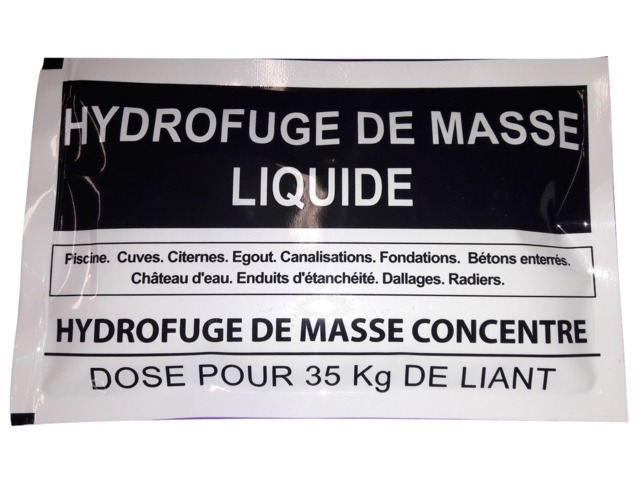 HYDROFUGE DE MASSE
LIQUIDE
Piscine. Cuves. Citernes. Egout. Canalisations. Fondations. Bétons enterrés.
Château d'eau. Enduits d'étanchéité. Dallages. Radiers.
HYDROFUGE DE MASSE CONCENTRE
DOSE POUR 35 Kg DE LIANT